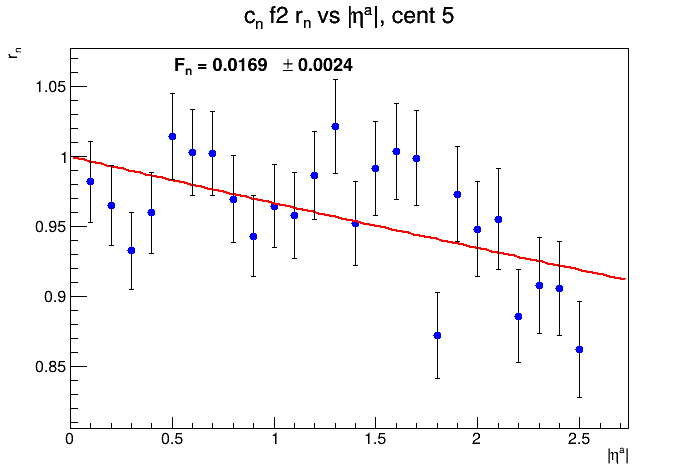 cₙ f2 rₙ vs |ηᵃ|, cent 5
rₙ
Fₙ = 0.0169 ± 0.0024
1.05
1
0.95
0.9
0.85
0 0.5 1 1.5 2 2.5
|ηᵃ|